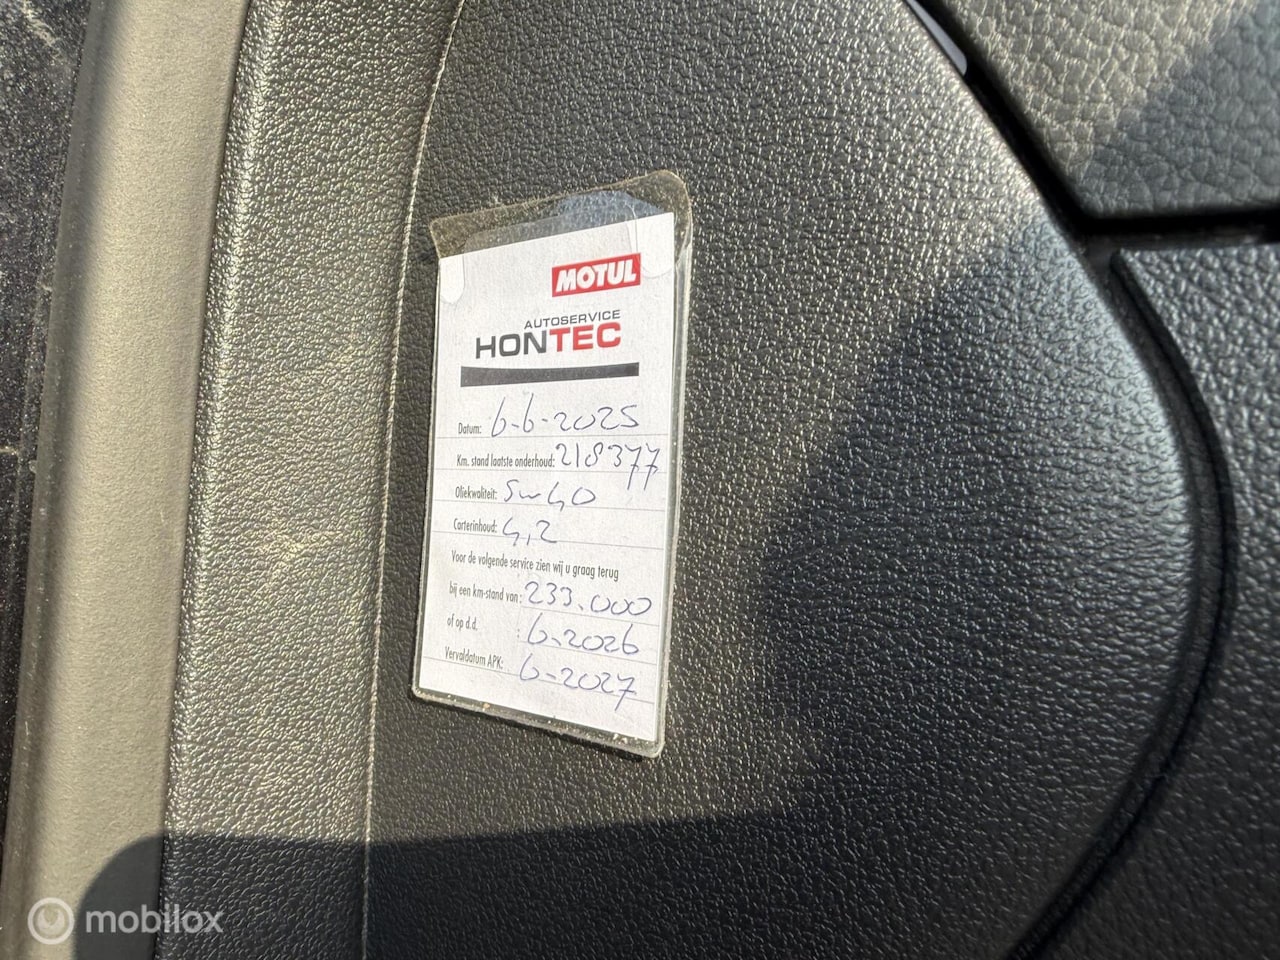 MOTUL
AUTOSERVICE
HONTEC
Datum: 6-6-2025
Km. stand laatste onderhoud: 218377
Oliekwaliteit: 5w40
Carterinhoud: 4,2
Voor de volgende service zien wij u graag terug
bij een km-stand van: 233.000
of op d.d. : 6-2026
Vervaldatum APK: 6-2027
mobilox